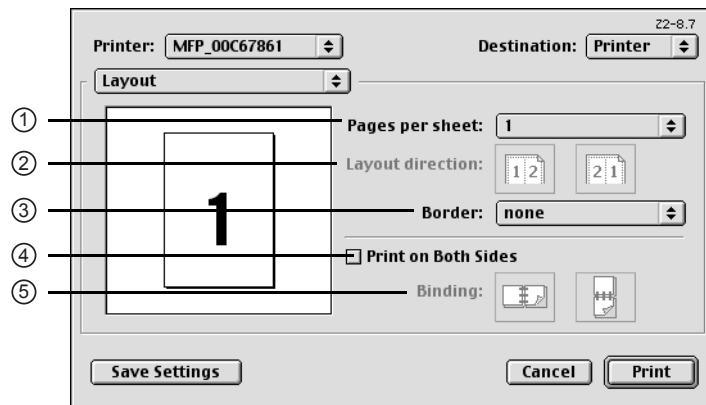 Z2-8.7
Printer: MFP_00C67861
Destination: Printer
Layout
1
① Pages per sheet: 1
② Layout direction: 1 2 2 1
③ Border: none
④ Print on Both Sides
⑤ Binding:
Save Settings
Cancel
Print